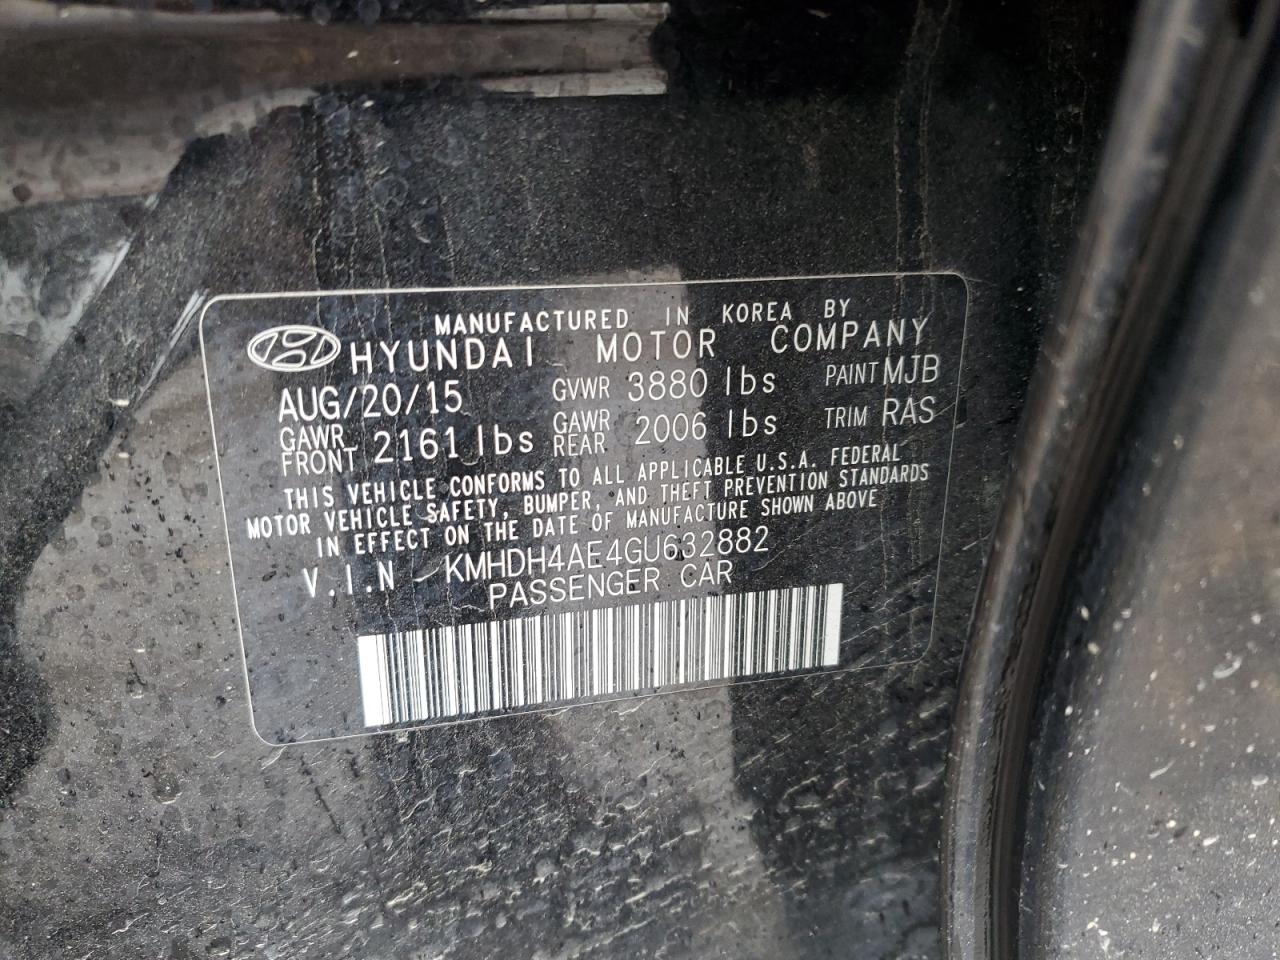 MANUFACTURED IN KOREA BY
HYUNDAI MOTOR COMPANY
AUG/20/15 GVWR 3880 lbs PAINT MJB
GAWR FRONT 2161 lbs GAWR REAR 2006 lbs TRIM RAS
THIS VEHICLE CONFORMS TO ALL APPLICABLE U.S.A. FEDERAL
MOTOR VEHICLE SAFETY, BUMPER, AND THEFT PREVENTION STANDARDS
IN EFFECT ON THE DATE OF MANUFACTURE SHOWN ABOVE
V.I.N KMHDH4AE4GU632882
PASSENGER CAR